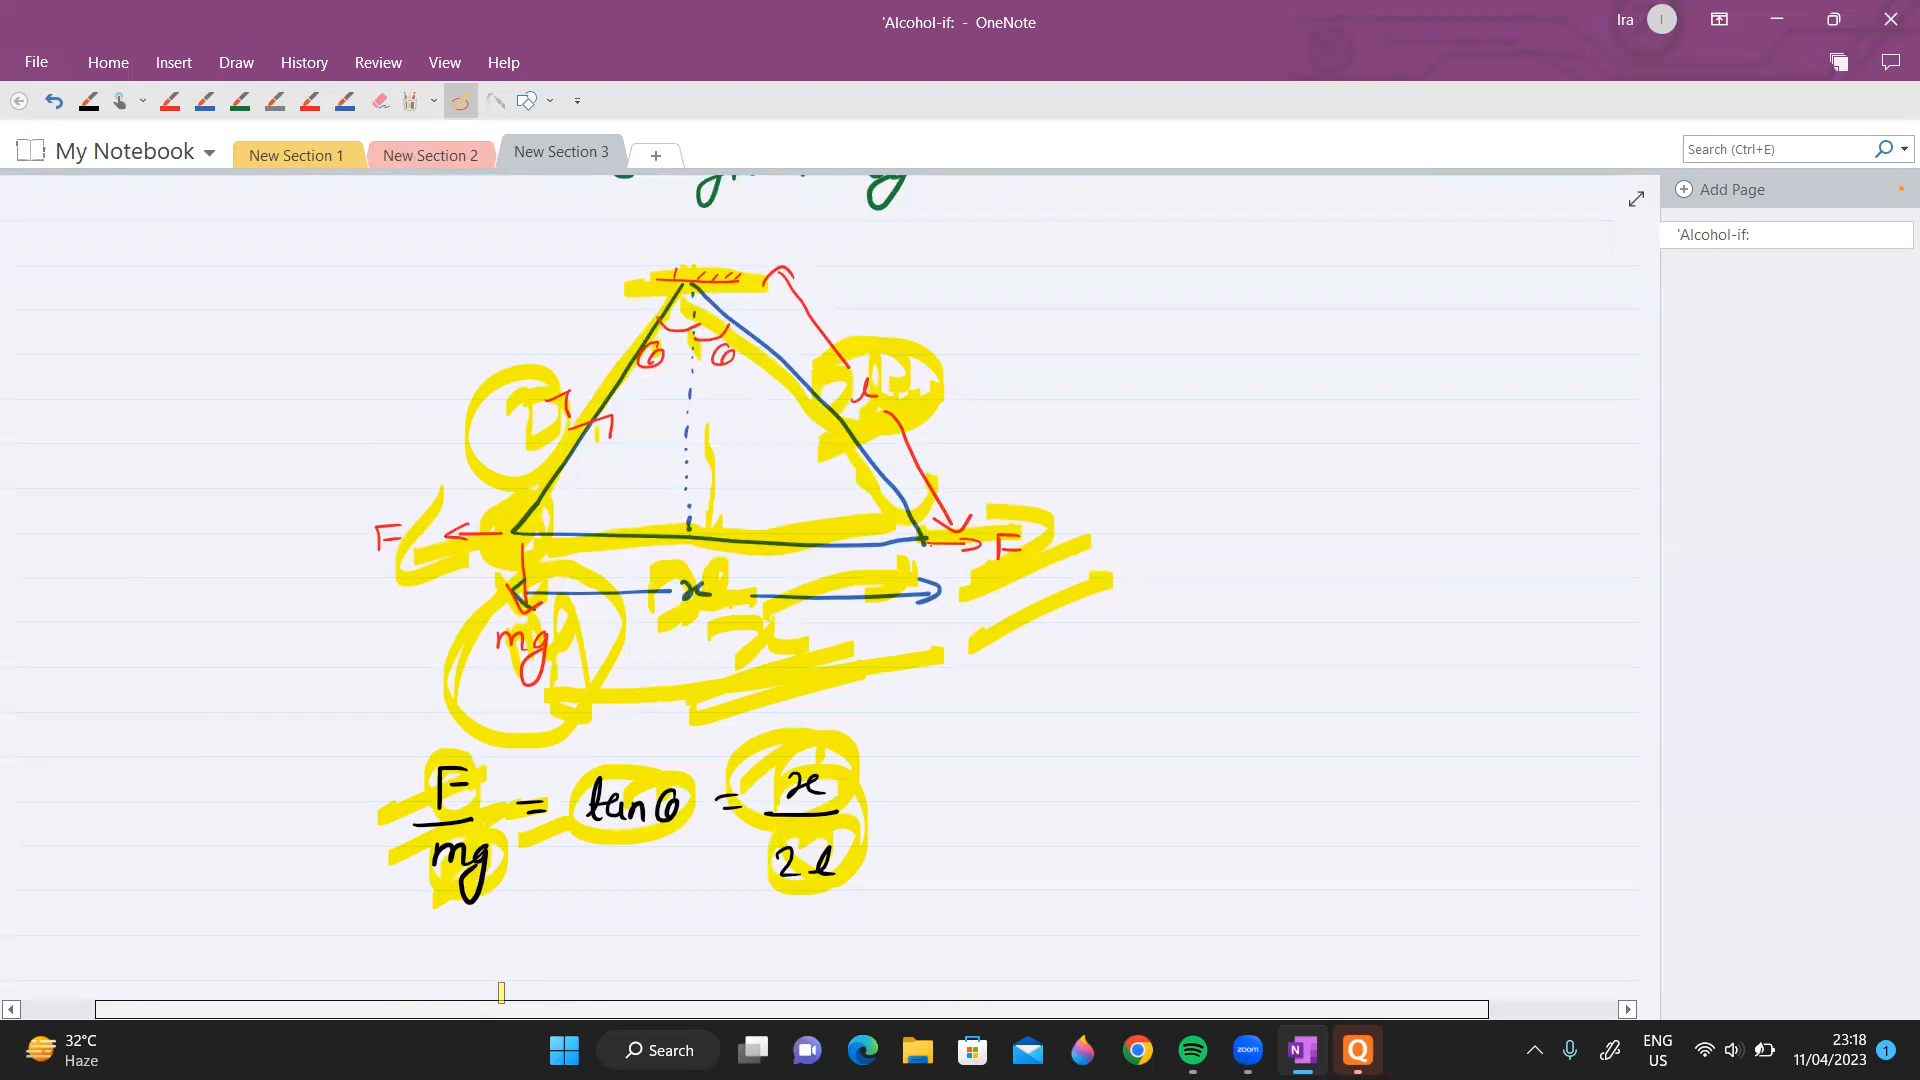 'Alcohol-if: - OneNote
Ira I
File Home Insert Draw History Review View Help
My Notebook New Section 1 New Section 2 New Section 3 +
Search (Ctrl+E)
Add Page
'Alcohol-if:
θ θ
l
T
F F
x
mg
F/mg = tanθ = x/2l
32°C
Haze
Search
zoom
N
Q
ENG
US
23:18
11/04/2023
1